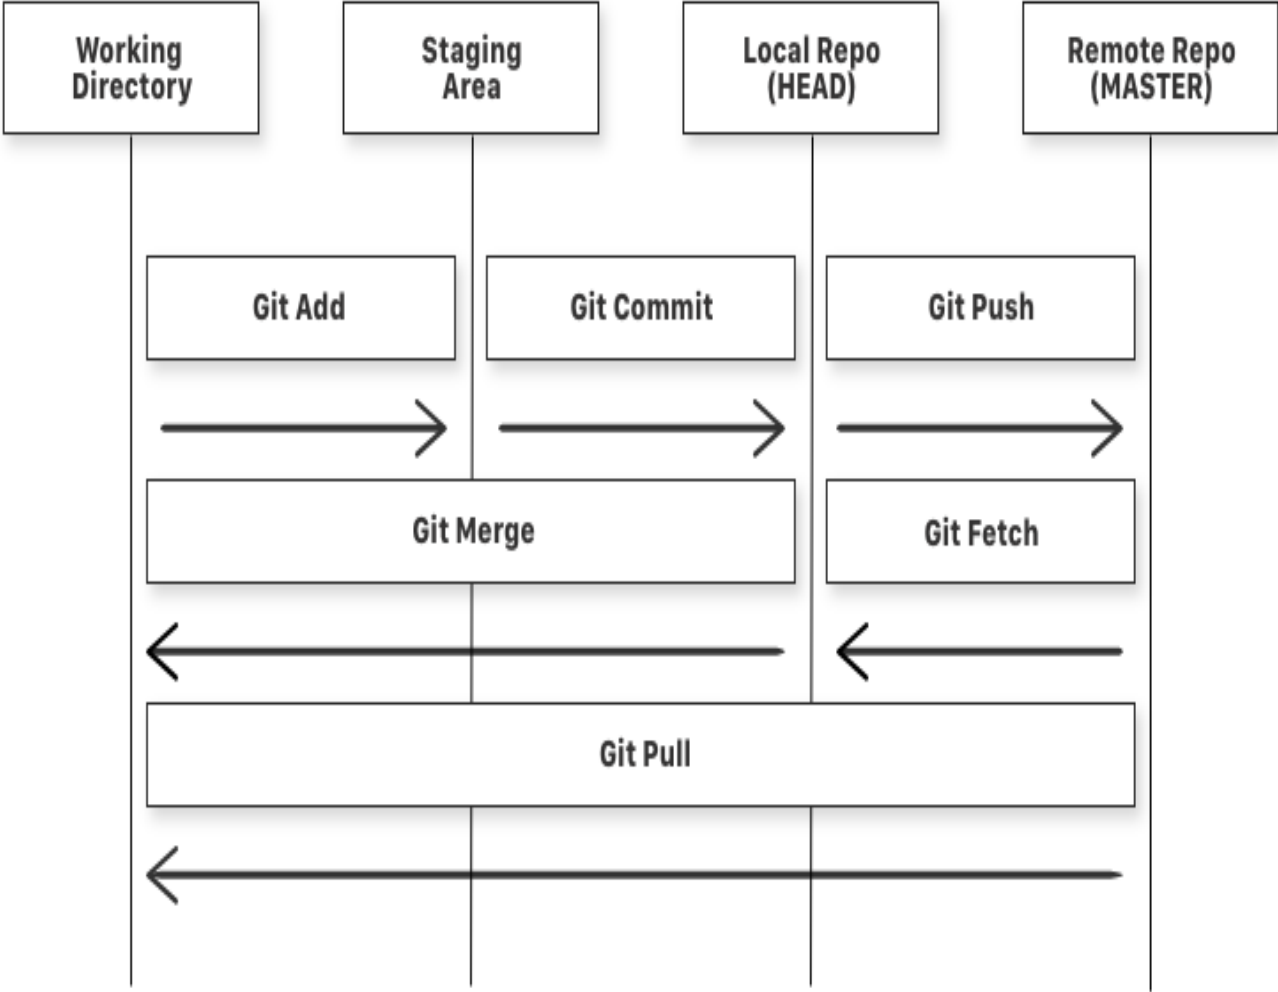 Working
Directory
Staging
Area
Local Repo
(HEAD)
Remote Repo
(MASTER)
Git Add
Git Commit
Git Push
Git Merge
Git Fetch
Git Pull